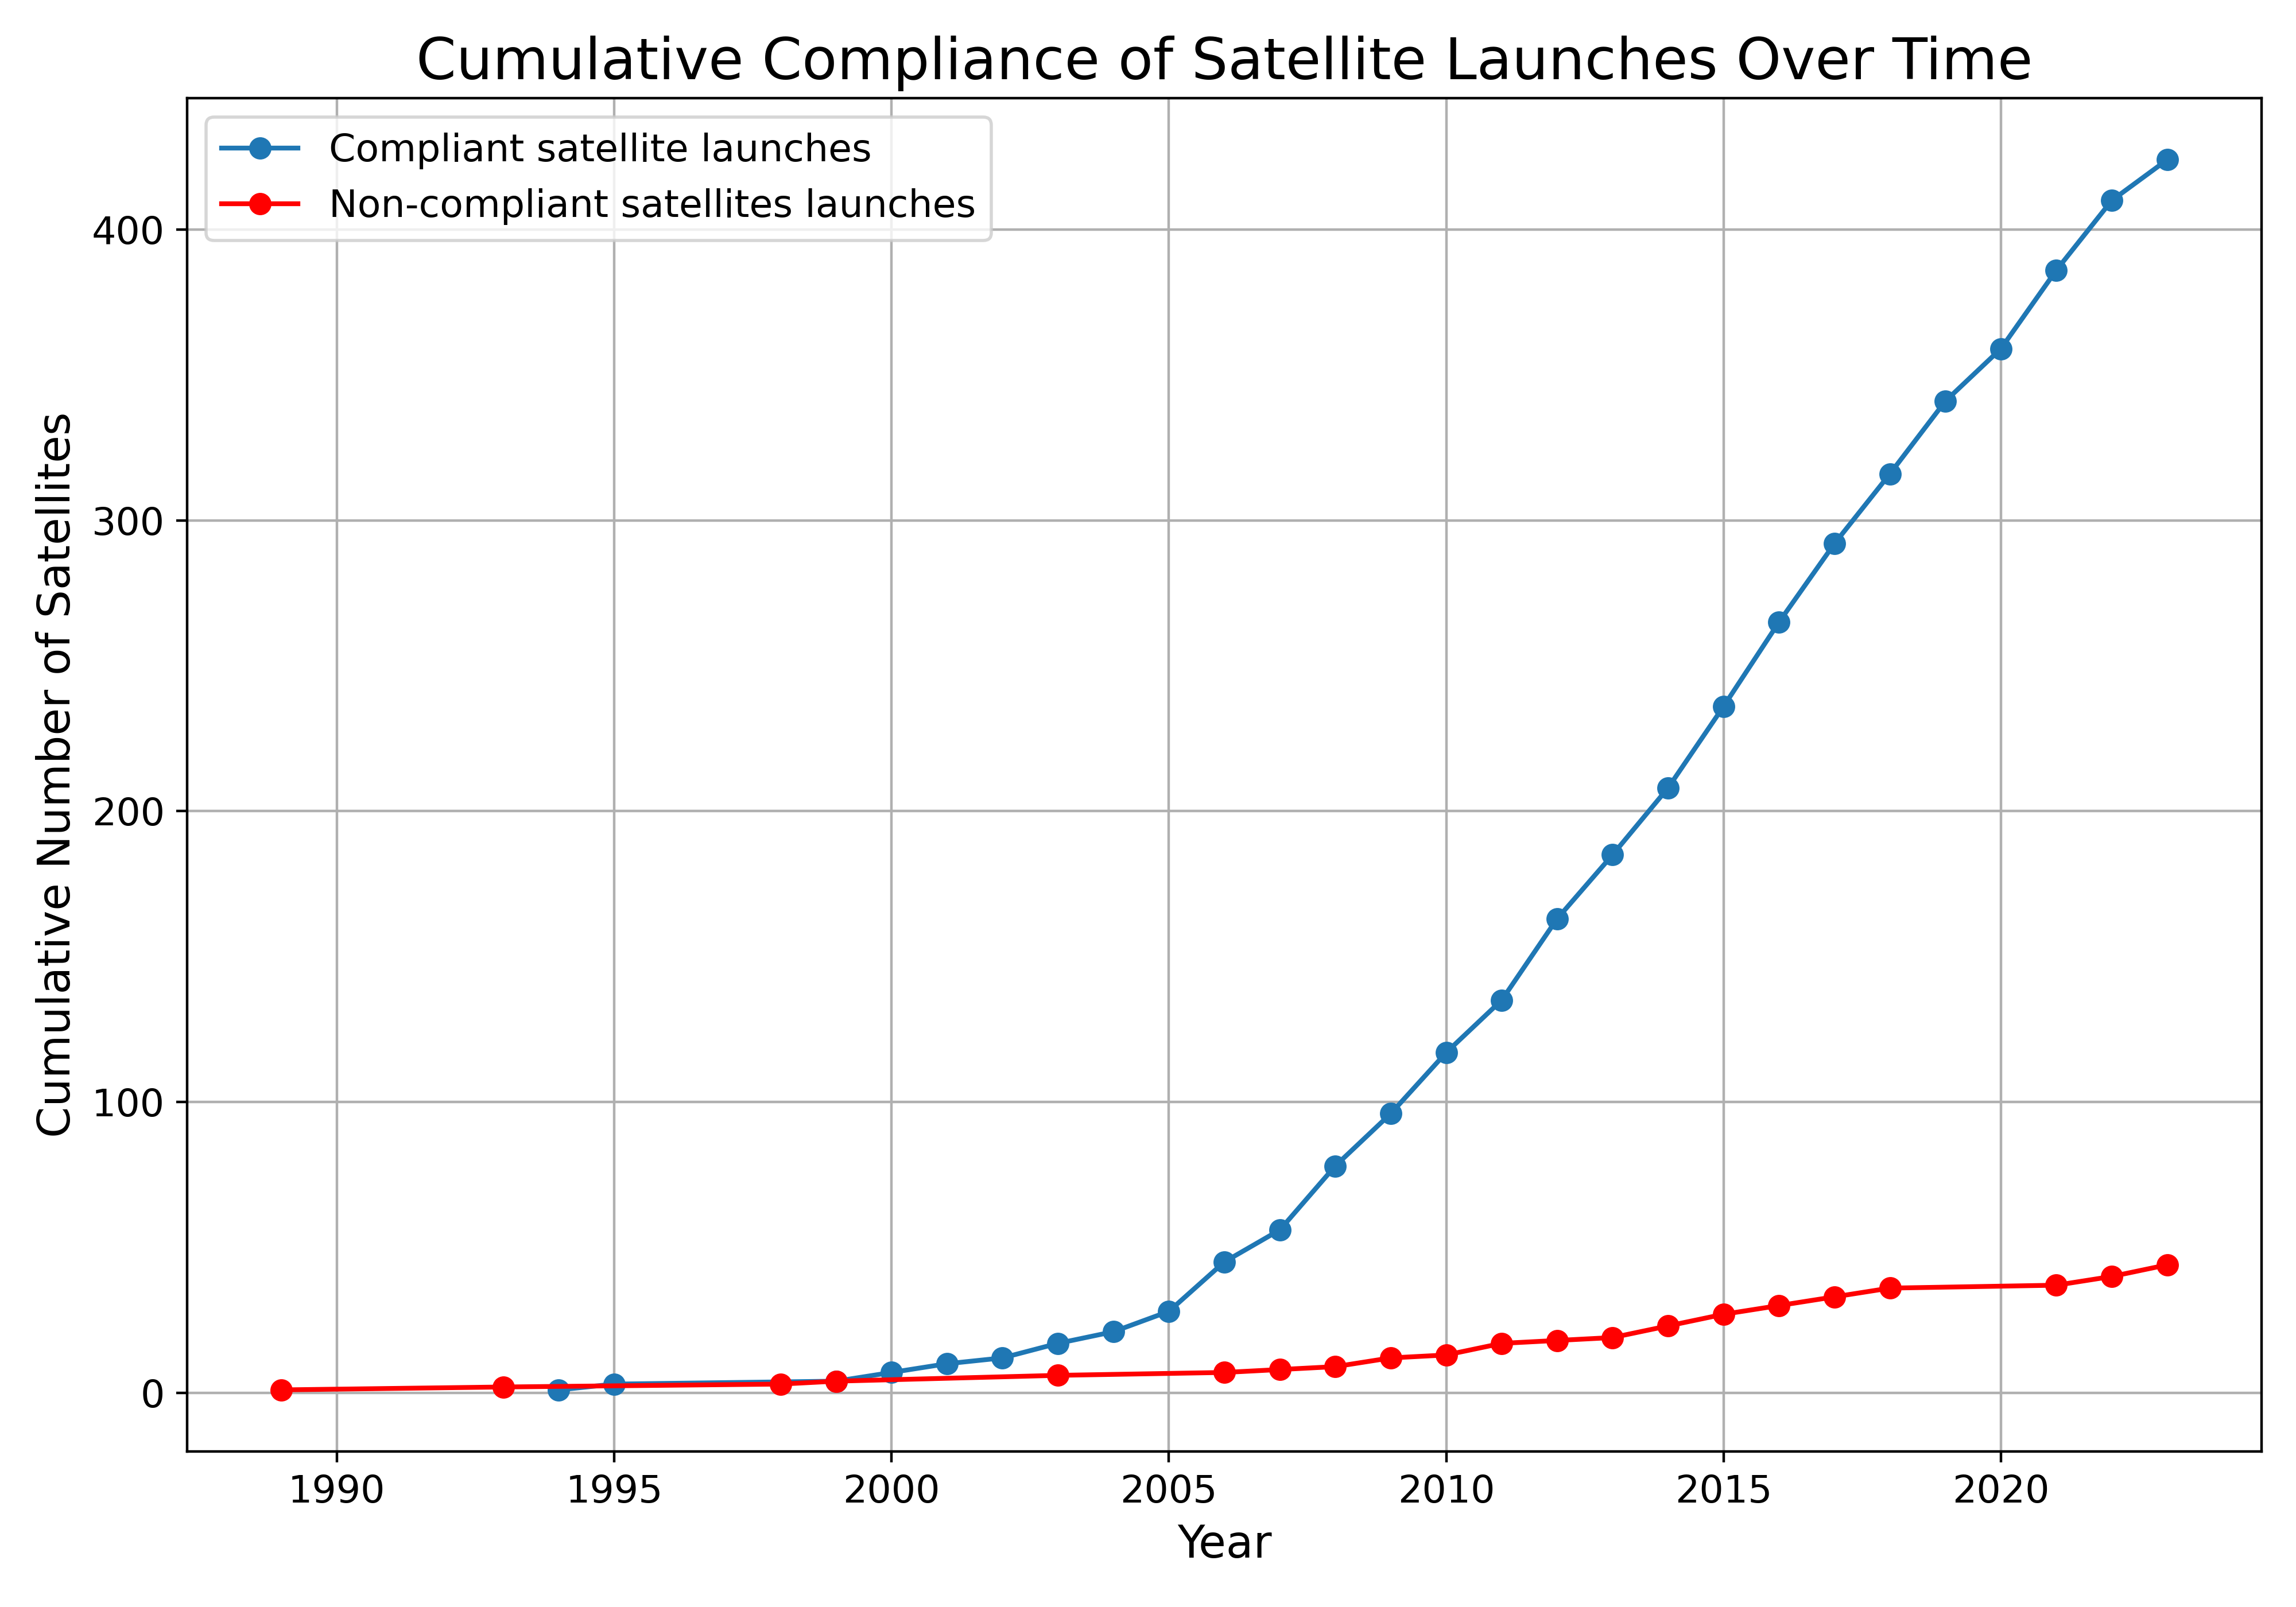 Cumulative Compliance of Satellite Launches Over Time
Compliant satellite launches
Non-compliant satellites launches
Cumulative Number of Satellites
400
300
200
100
0
1990 1995 2000 2005 2010 2015 2020
Year